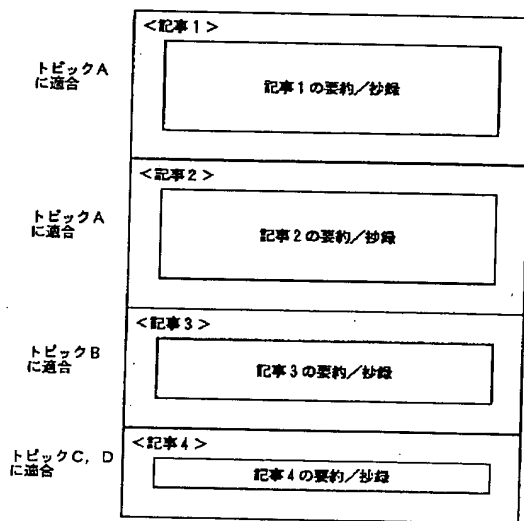 <記事1>
トピックA
に適合
記事1の要約/抄録
<記事2>
トピックA
に適合
記事2の要約/抄録
<記事3>
トピックB
に適合
記事3の要約/抄録
<記事4>
トピックC, D
に適合
記事4の要約/抄録